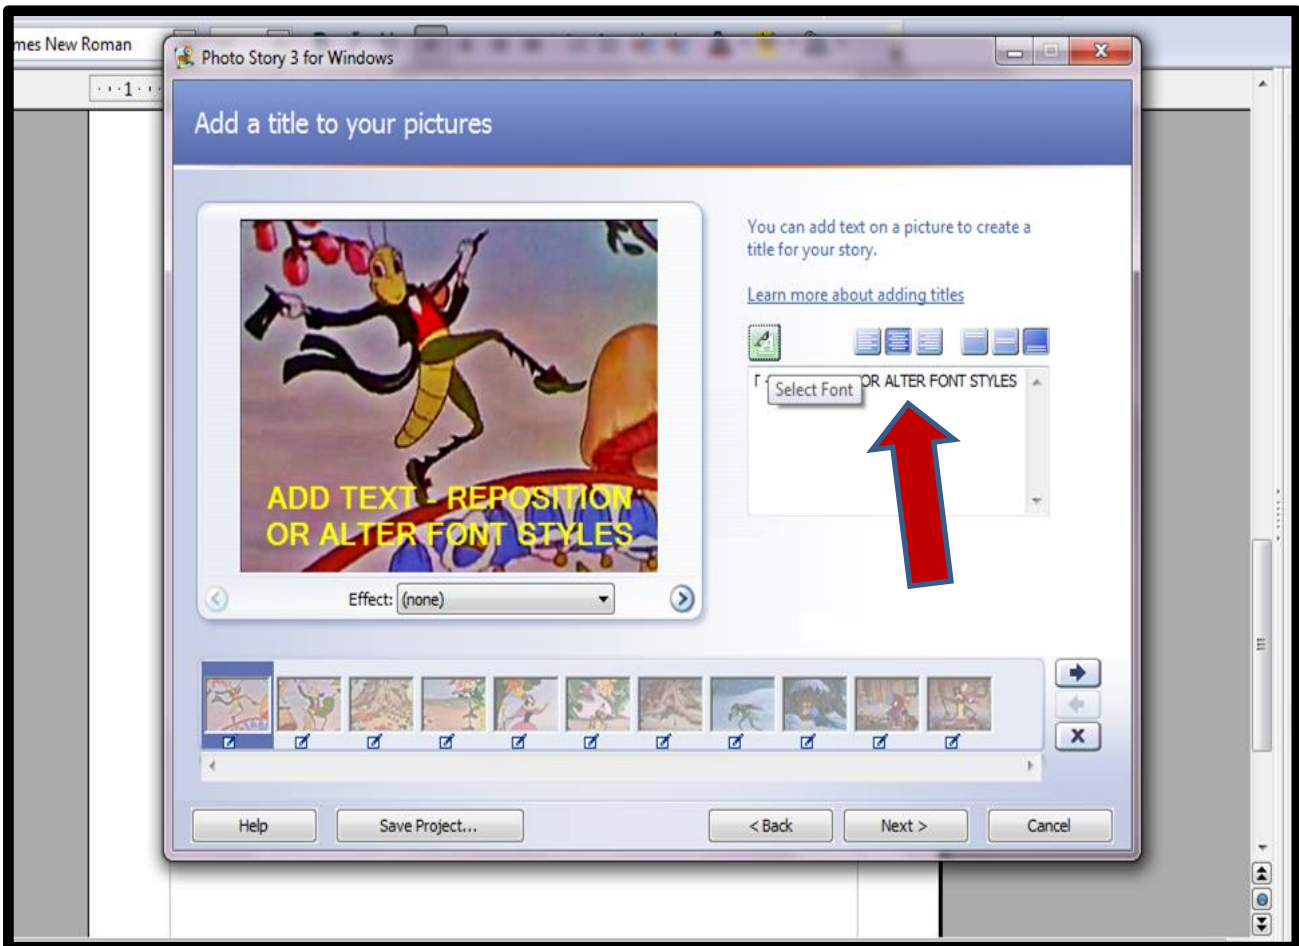 mes New Roman
1
Photo Story 3 for Windows
X
Add a title to your pictures
You can add text on a picture to create a
title for your story.
Learn more about adding titles
OR ALTER FONT STYLES
Select Font
ADD TEXT - REPOSITION
OR ALTER FONT STYLES
Effect: (none)
Help
Save Project...
< Back
Next >
Cancel